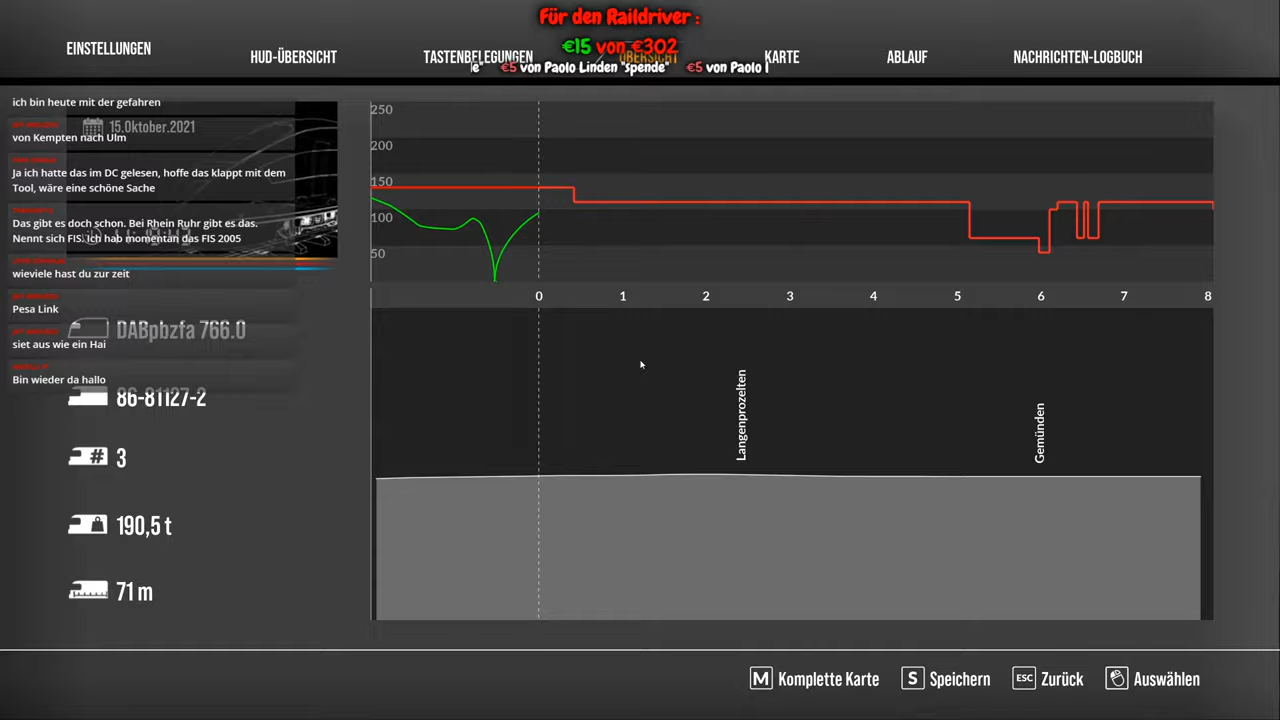 Für den Raildriver :
€15 von €302
e" €5 von Paolo Linden "spende" €5 von Paolo l
EINSTELLUNGEN
HUD-ÜBERSICHT
TASTENBELEGUNGEN
ÜBERSICHT
KARTE
ABLAUF
NACHRICHTEN-LOGBUCH
ich bin heute mit der gefahren
15.Oktober.2021
von Kempten nach Ulm
Ja ich hatte das im DC gelesen, hoffe das klappt mit dem
Tool, wäre eine schöne Sache
Das gibt es doch schon. Bei Rhein Ruhr gibt es das.
Nennt sich FIS. Ich hab momentan das FIS 2005
wieviele hast du zur zeit
Pesa Link
DABpbzfa 766.0
siet aus wie ein Hai
Bin wieder da hallo
86-81127-2
3
190,5 t
71 m
250
200
150
100
50
0 1 2 3 4 5 6 7 8
Langenprozelten
Gemünden
M Komplette Karte
S Speichern
ESC Zurück
Auswählen